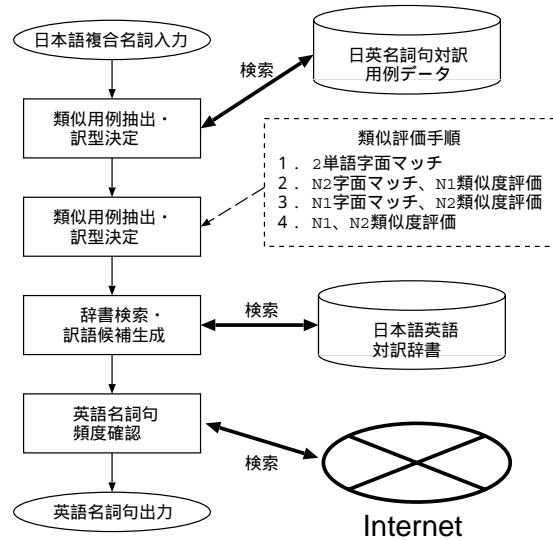 日本語複合名詞入力
検索
日英名詞句対訳
用例データ
類似用例抽出・
訳型決定
類似評価手順
1. 2単語字面マッチ
2. N2字面マッチ、N1類似度評価
3. N1字面マッチ、N2類似度評価
4. N1、N2類似度評価
類似用例抽出・
訳型決定
辞書検索・
訳語候補生成
検索
日本語英語
対訳辞書
英語名詞句
頻度確認
検索
英語名詞句出力
Internet